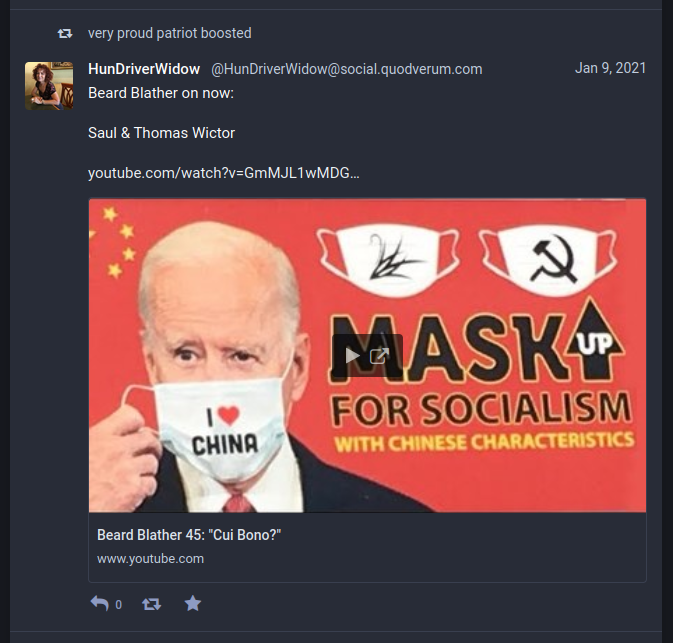 very proud patriot boosted
HunDriverWidow @HunDriverWidow@social.quodverum.com Jan 9, 2021
Beard Blather on now:
Saul & Thomas Wictor
youtube.com/watch?v=GmMJL1wMDG…
I ❤
CHINA
MASK UP
FOR SOCIALISM
WITH CHINESE CHARACTERISTICS
Beard Blather 45: "Cui Bono?"
www.youtube.com
0